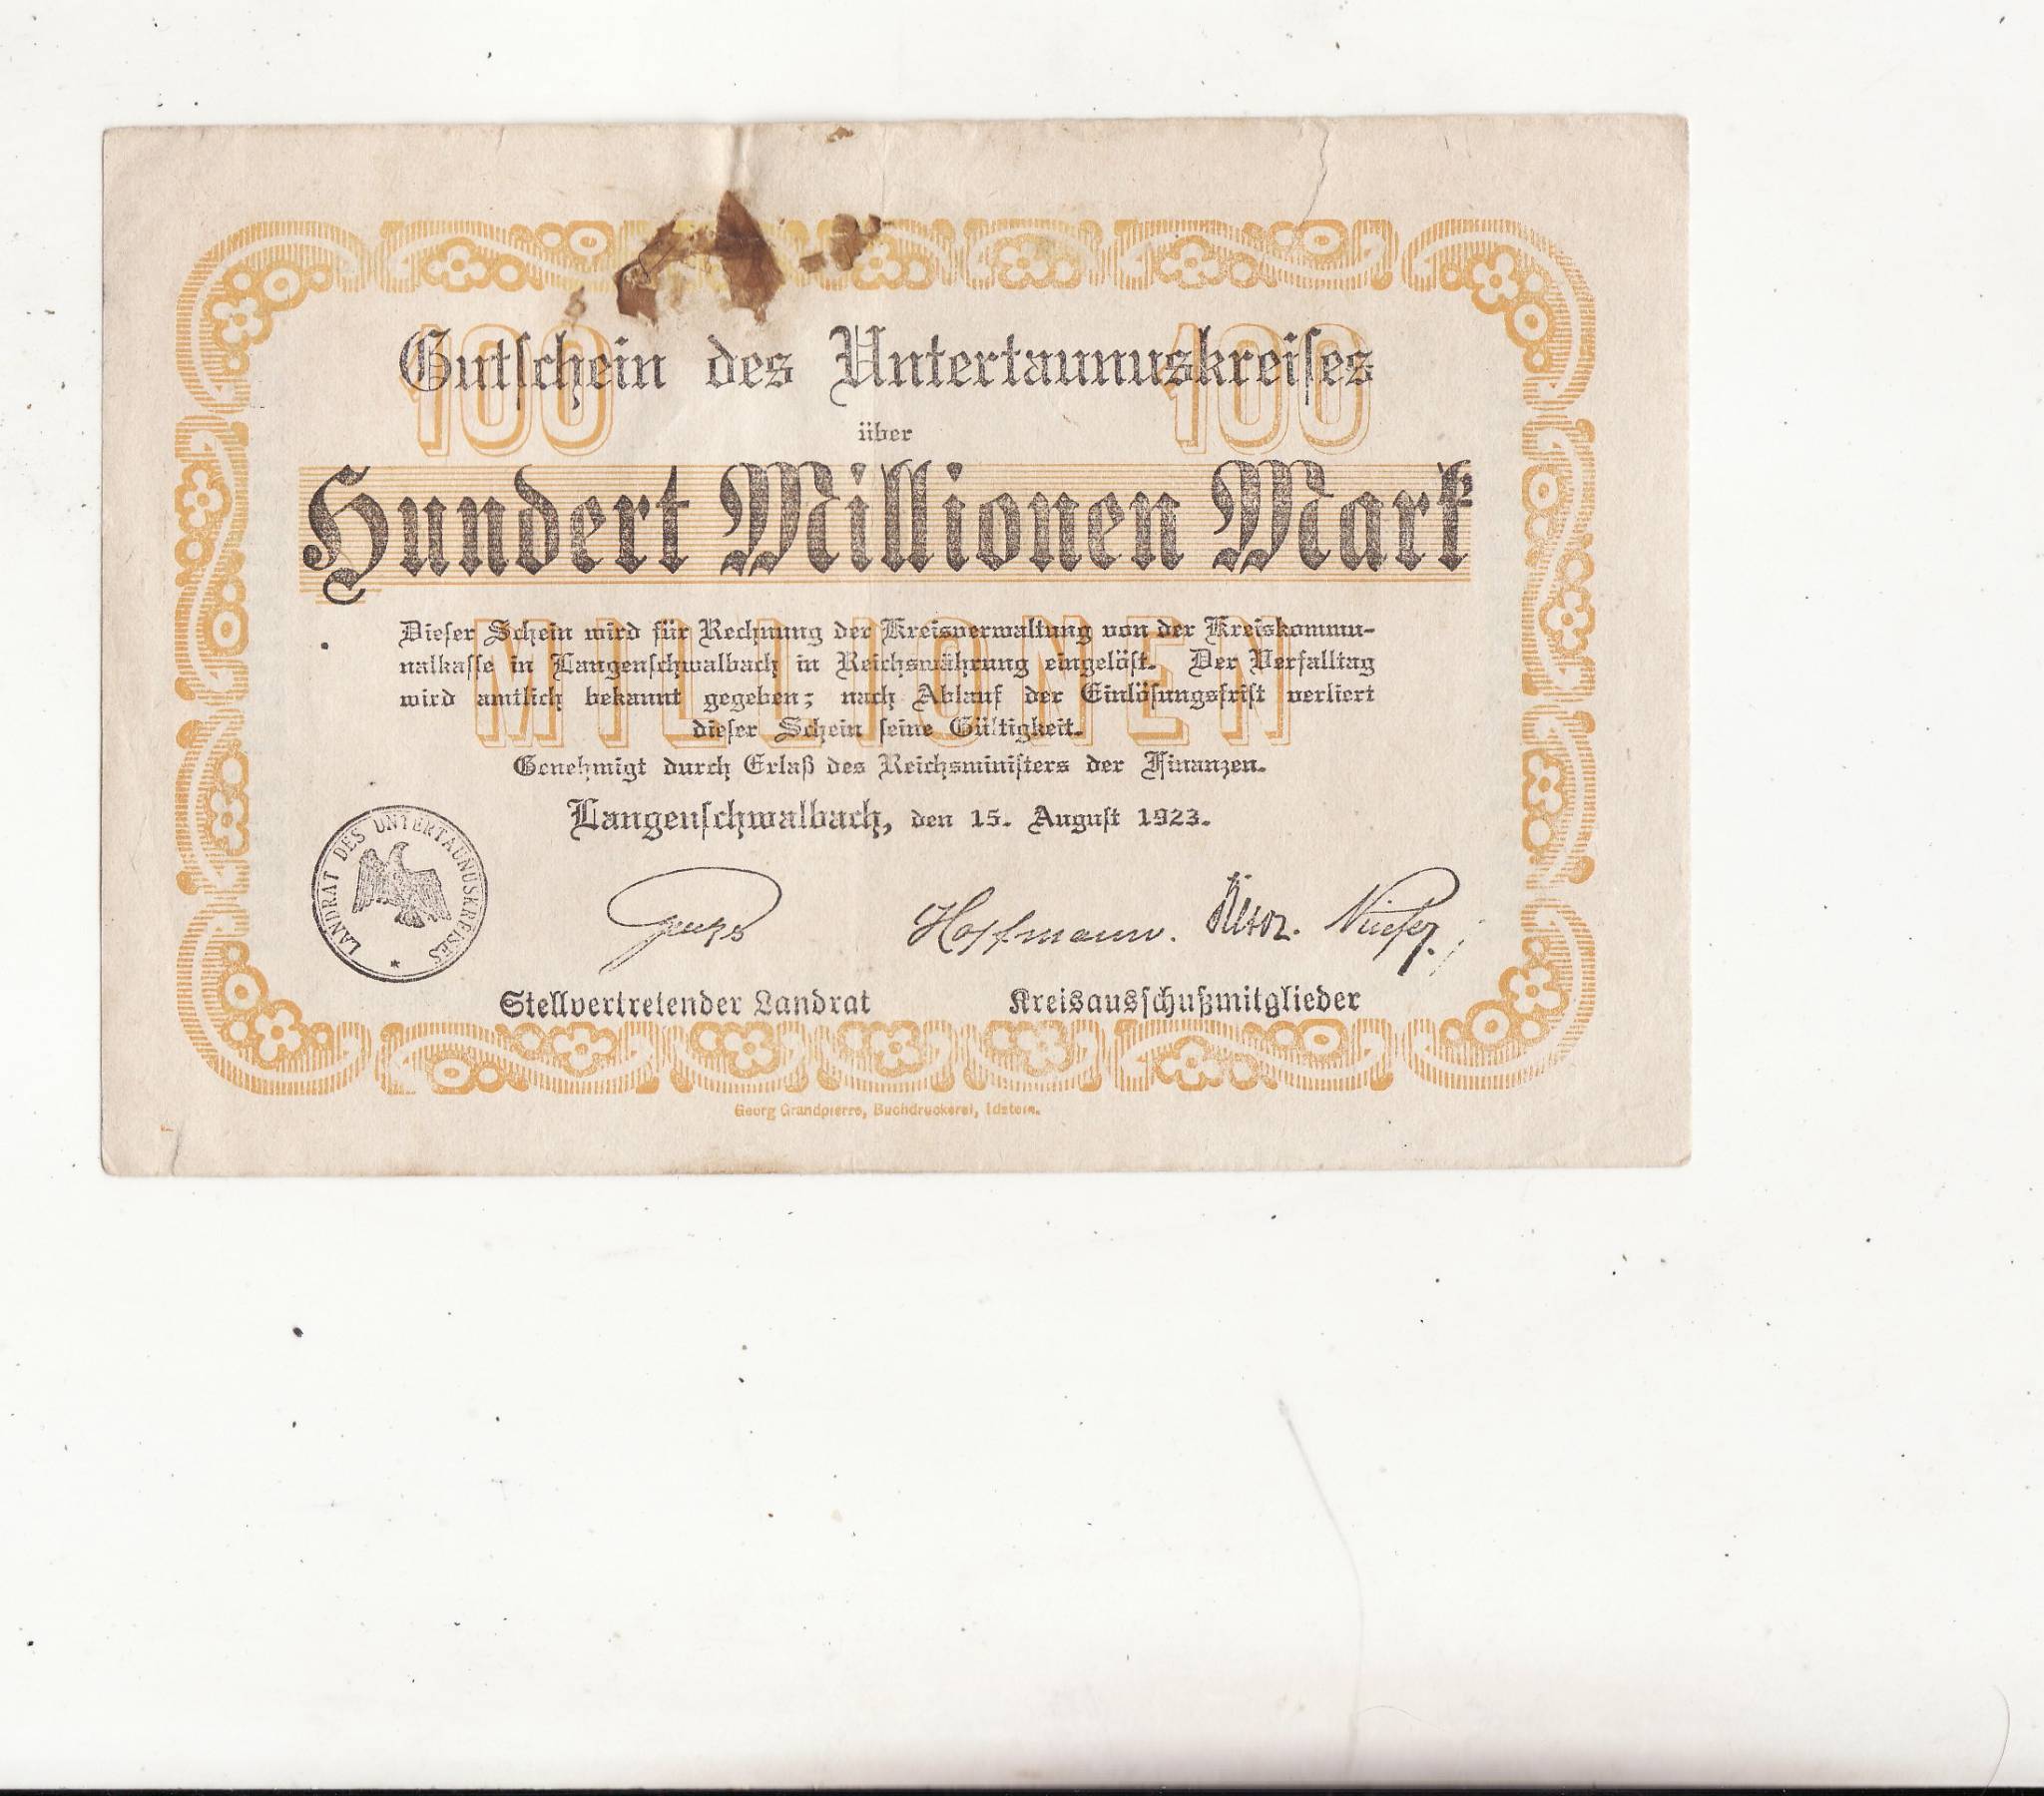 Gutschein des Untertaunuskreises
100 100
über
Hundert Millionen Mark
MILLIONEN
Dieser Schein wird für Rechnung der Kreisverwaltung von der Kreiskommu-
nalkasse in Langenschwalbach in Reichswährung eingelöst. Der Verfalltag
wird amtlich bekannt gegeben; nach Ablauf der Einlösungsfrist verliert
dieser Schein seine Gültigkeit.
Genehmigt durch Erlaß des Reichsministers der Finanzen.
Langenschwalbach, den 15. August 1923.
LANDRAT DES UNTERTAUNUSKREISES
Hoffmann.
Stellvertretender Landrat
Kreisausschußmitglieder
Georg Grandpierre, Buchdruckerei, Idstein.